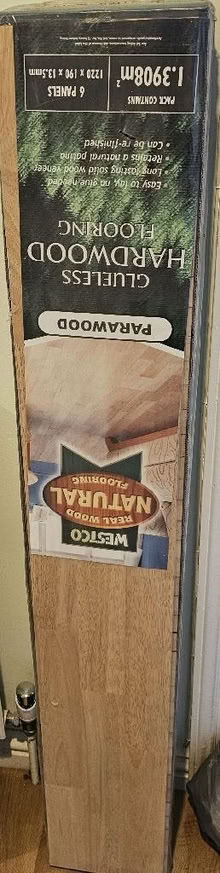 WESTCO
REAL WOOD
NATURAL
FLOORING
PARAWOOD
GLUELESS
HARDWOOD
FLOORING
• Easy to lay, no glue needed
• Long lasting solid wood veneer
• Retains natural patina
• Can be re-finished
PACK CONTAINS
1.3908m²
6 PANELS
1220 x 190 x 13.5mm